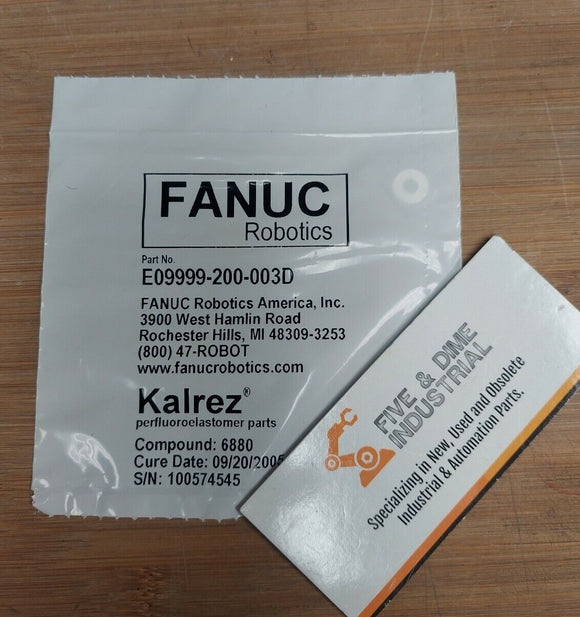 FANUC
Robotics
Part No.
E09999-200-003D
FANUC Robotics America, Inc.
3900 West Hamlin Road
Rochester Hills, MI 48309-3253
(800) 47-ROBOT
www.fanucrobotics.com
Kalrez®
perfluoroelastomer parts
Compound: 6880
Cure Date: 09/20/2005
S/N: 100574545
FIVE & DIME
INDUSTRIAL
Specializing in New, Used and Obsolete
Industrial & Automation Parts.